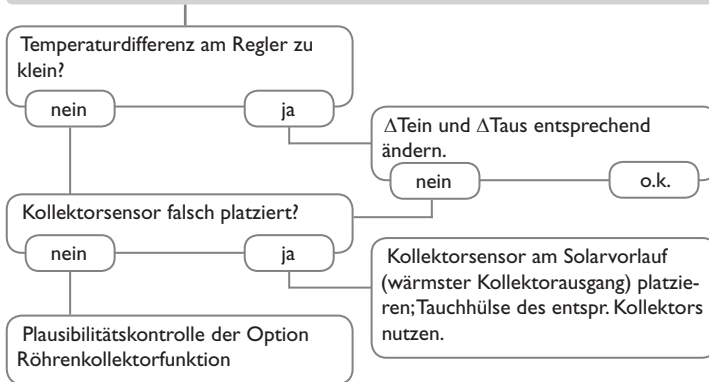 Temperaturdifferenz am Regler zu
klein?
nein
ja
ΔTein und ΔTaus entsprechend
ändern.
nein
o.k.
Kollektorsensor falsch platziert?
nein
ja
Kollektorsensor am Solarvorlauf
(wärmster Kollektorausgang) platzie-
ren; Tauchhülse des entspr. Kollektors
nutzen.
Plausibilitätskontrolle der Option
Röhrenkollektorfunktion